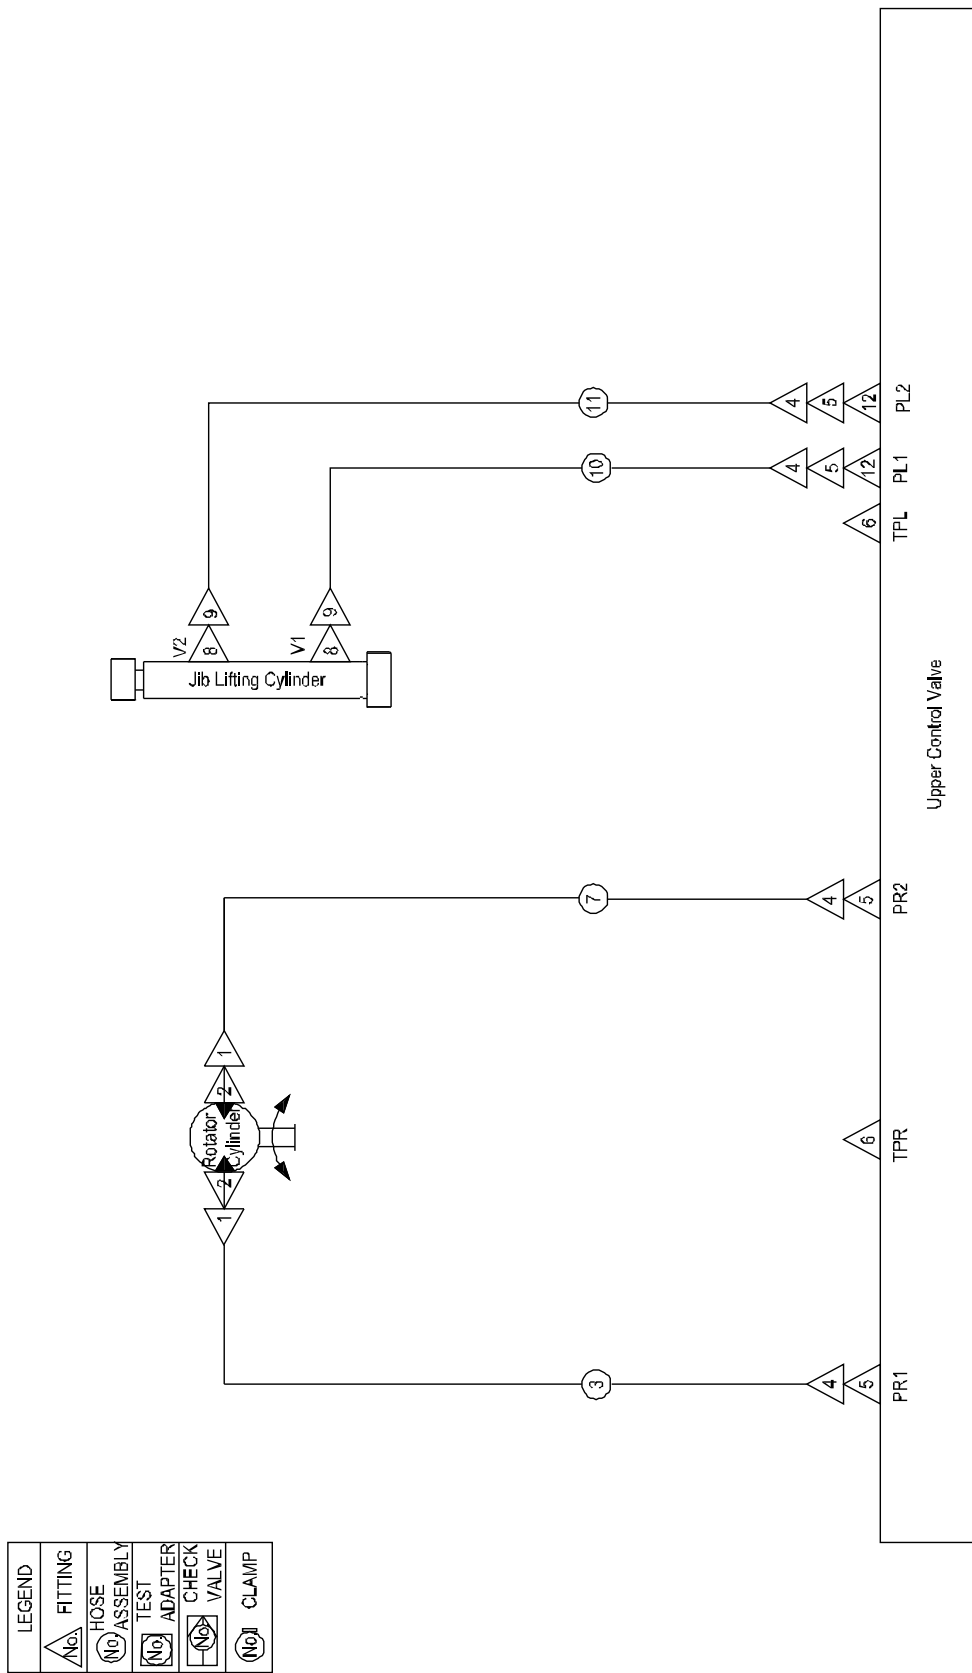 LEGEND
No. FITTING
No. HOSE
ASSEMBLY
No. TEST
ADAPTER
No. CHECK
VALVE
No. CLAMP
1
2
Rotator
Cylinder
2
1
3
7
4
5
PR1
6
TPR
4
5
PR2
Jib Lifting Cylinder
V1
8
9
V2
8
9
10
11
6
TPL
4
5
12
PL1
4
5
12
PL2
Upper Control Valve